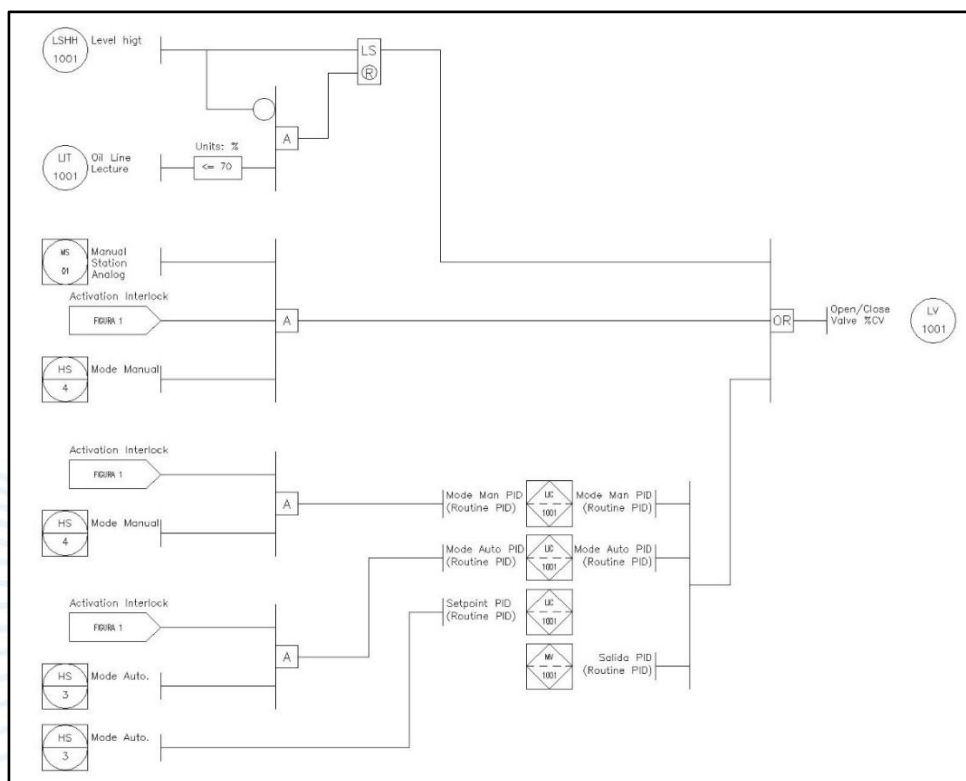 LSHH
1001
Level higt
LS
R
A
Units: %
LIT
1001
Oil Line
Lecture
<= 70
MS
01
Manual
Station
Analog
Activation Interlock
FIGURA 1
A
OR
Open/Close
Valve %CV
LV
1001
HS
4
Mode Manual
Activation Interlock
FIGURA 1
A
Mode Man PID
(Routine PID)
LIC
1001
Mode Man PID
(Routine PID)
HS
4
Mode Manual
Mode Auto PID
(Routine PID)
LIC
1001
Mode Auto PID
(Routine PID)
Activation Interlock
FIGURA 1
Setpoint PID
(Routine PID)
LIC
1001
A
HS
3
Mode Auto.
MV
1001
Salida PID
(Routine PID)
HS
3
Mode Auto.